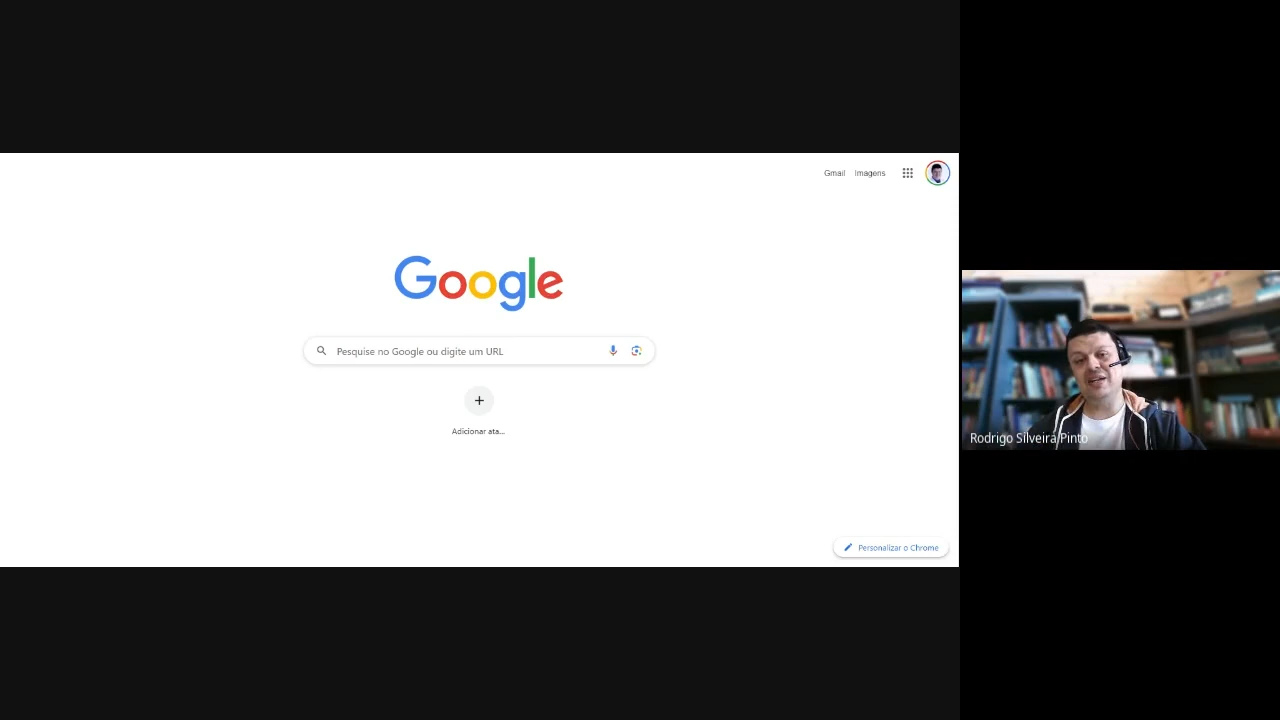 Gmail Imagens
Google
Pesquise no Google ou digite um URL
Adicionar ata...
Personalizar o Chrome
Rodrigo Silveira Pinto